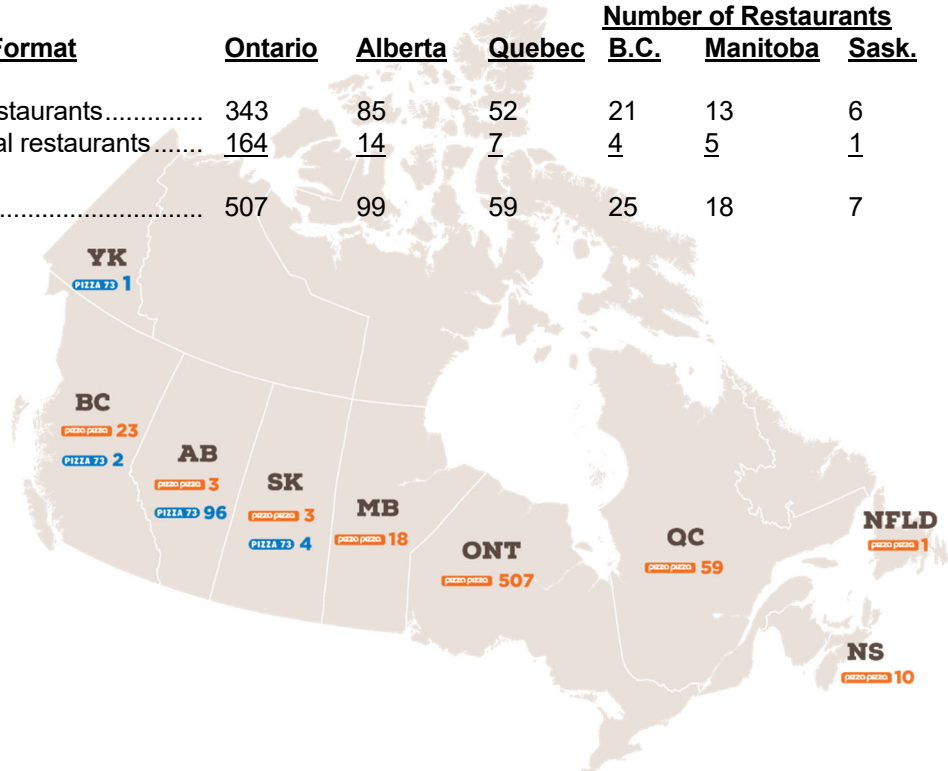 Number of Restaurants
Format Ontario Alberta Quebec B.C. Manitoba Sask.
staurants.............. 343 85 52 21 13 6
al restaurants....... 164 14 7 4 5 1
............................. 507 99 59 25 18 7
YK
PIZZA 73 1
BC
pizza pizza 23
PIZZA 73 2
AB
pizza pizza 3
PIZZA 73 96
SK
pizza pizza 3
PIZZA 73 4
MB
pizza pizza 18
ONT
pizza pizza 507
QC
pizza pizza 59
NFLD
pizza pizza 1
NS
pizza pizza 10